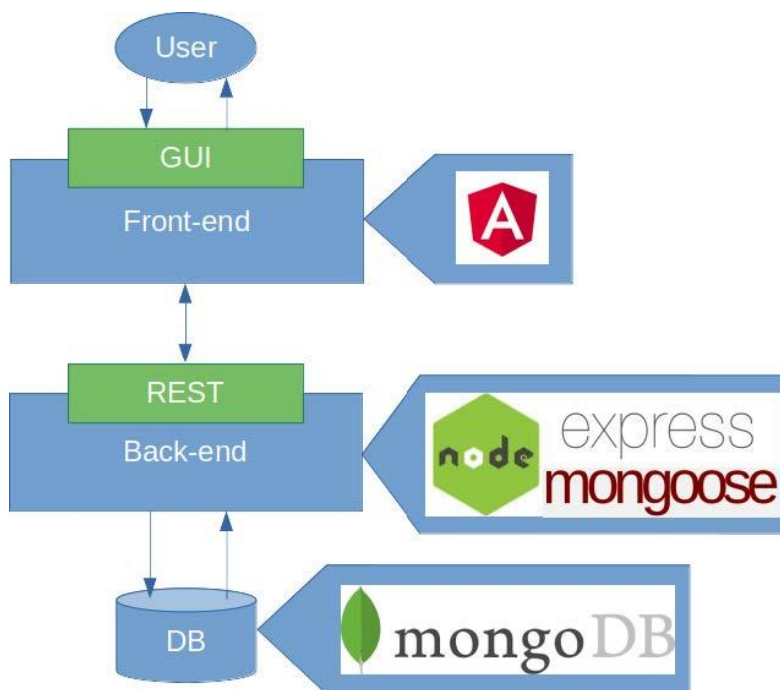 User
GUI
Front-end
A
REST
Back-end
node
express
mongoose
DB
mongoDB